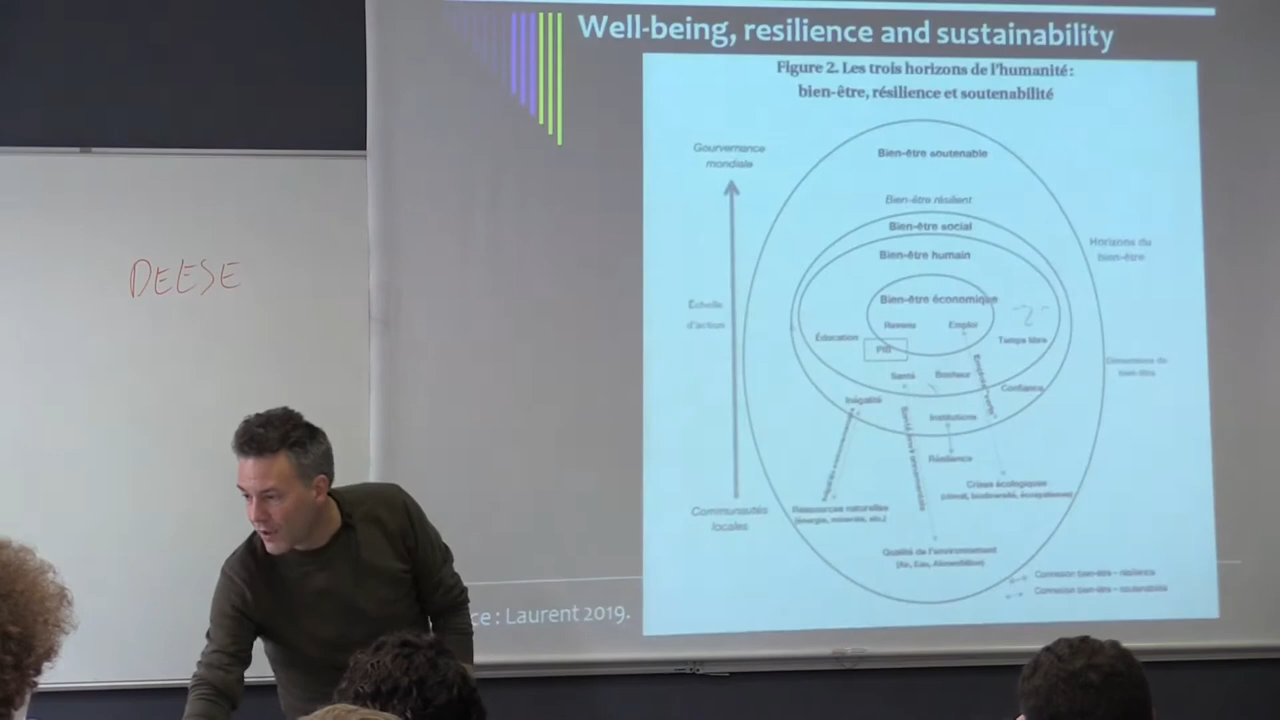 DEESE
Well-being, resilience and sustainability
Figure 2. Les trois horizons de l'humanité :
bien-être, résilience et soutenabilité
Gourvernance
mondiale
Bien-être soutenable
Bien-être résilient
Bien-être social
Horizons du
bien-être
Bien-être humain
Bien-être économique
Échelle
d'action
Revenu
Emploi
Éducation
Temps libre
PIB
Santé
Bonheur
Confiance
Inégalité
Institutions
Résilience
Crises écologiques
(climat, biodiversité, écosystèmes)
Communautés
locales
Ressources naturelles
(énergie, minerais, etc.)
Qualité de l'environnement
(Air, Eau, Alimentation)
Connexion bien-être – résilience
Connexion bien-être – soutenabilité
ce : Laurent 2019.